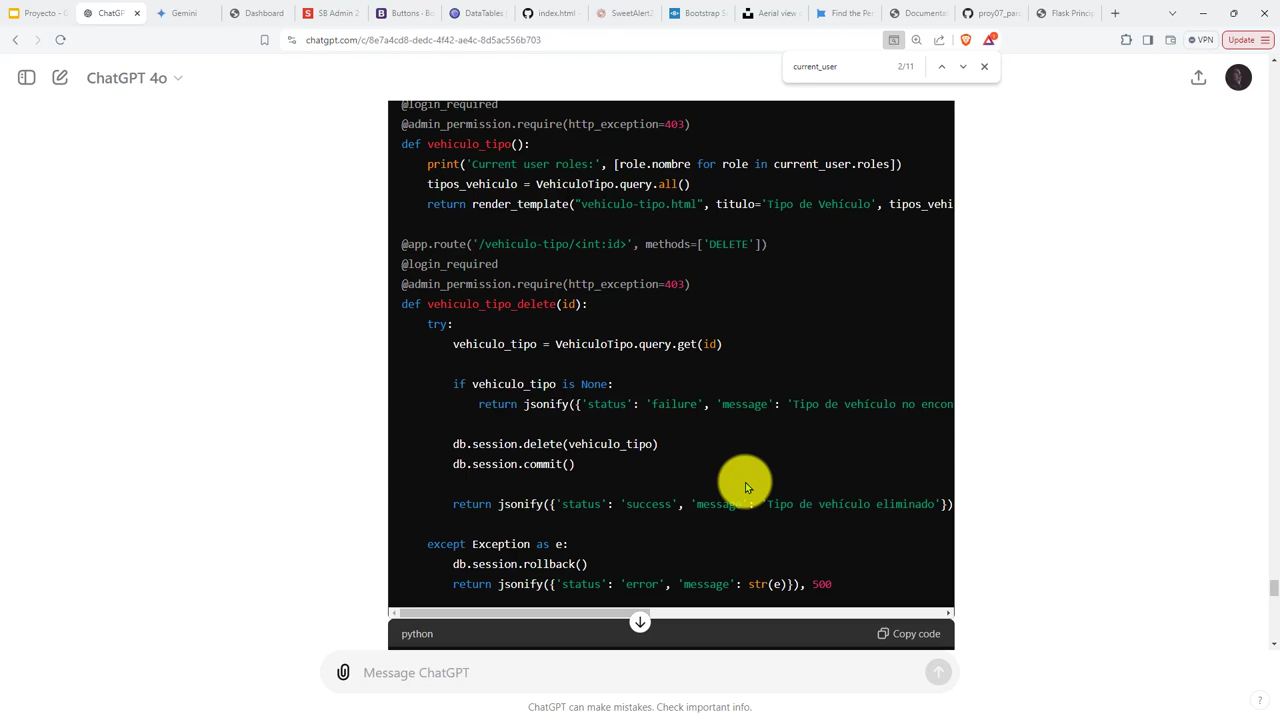 Proyecto - G
ChatGP
Gemini
Dashboard
SB Admin 2
Buttons - Bo
DataTables
index.html -
SweetAlert2
Bootstrap S
Aerial view o
Find the Per
Documenta
proy07_parc
Flask Princip
chatgpt.com/c/8e7a4cd8-dedc-4f42-ae4c-8d5ac556b703
VPN
Update
current_user 2/11
ChatGPT 4o
@login_required
@admin_permission.require(http_exception=403)
def vehiculo_tipo():
print('Current user roles:', [role.nombre for role in current_user.roles])
tipos_vehiculo = VehiculoTipo.query.all()
return render_template("vehiculo-tipo.html", titulo='Tipo de Vehículo', tipos_vehi
@app.route('/vehiculo-tipo/<int:id>', methods=['DELETE'])
@login_required
@admin_permission.require(http_exception=403)
def vehiculo_tipo_delete(id):
try:
vehiculo_tipo = VehiculoTipo.query.get(id)
if vehiculo_tipo is None:
return jsonify({'status': 'failure', 'message': 'Tipo de vehículo no encon
db.session.delete(vehiculo_tipo)
db.session.commit()
return jsonify({'status': 'success', 'message': 'Tipo de vehículo eliminado'})
except Exception as e:
db.session.rollback()
return jsonify({'status': 'error', 'message': str(e)}), 500
python
Copy code
Message ChatGPT
ChatGPT can make mistakes. Check important info.
?